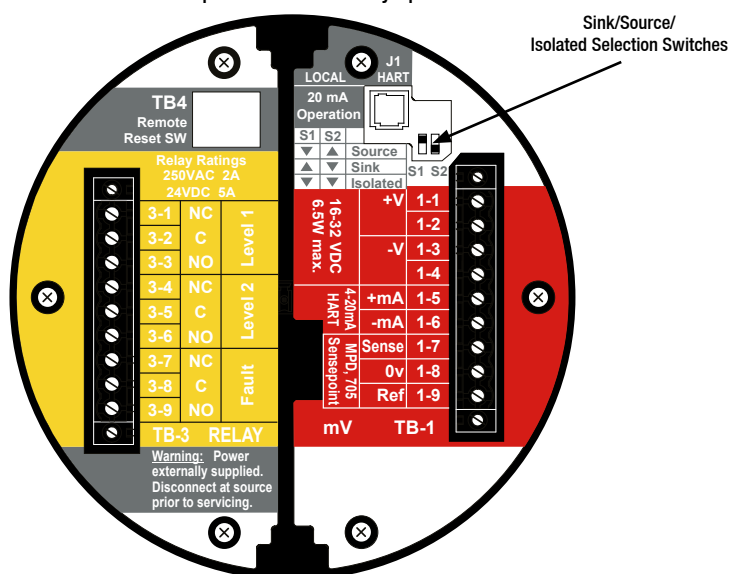 Sink/Source/
Isolated Selection Switches
J1
LOCAL HART
20 mA
Operation
S1 S2
▼ ▲ Source
▲ ▼ Sink
▼ ▼ Isolated
S1 S2
TB4
Remote
Reset SW
Relay Ratings
250VAC 2A
24VDC 5A
3-1 NC
3-2 C
3-3 NO
Level 1
3-4 NC
3-5 C
3-6 NO
Level 2
3-7 NC
3-8 C
3-9 NO
Fault
TB-3 RELAY
Warning: Power
externally supplied.
Disconnect at source
prior to servicing.
16-32 VDC
6.5W max.
+V 1-1
1-2
-V 1-3
1-4
4-20mA
HART
+mA 1-5
-mA 1-6
MPD, 705
Sensepoint
Sense 1-7
0v 1-8
Ref 1-9
mV TB-1